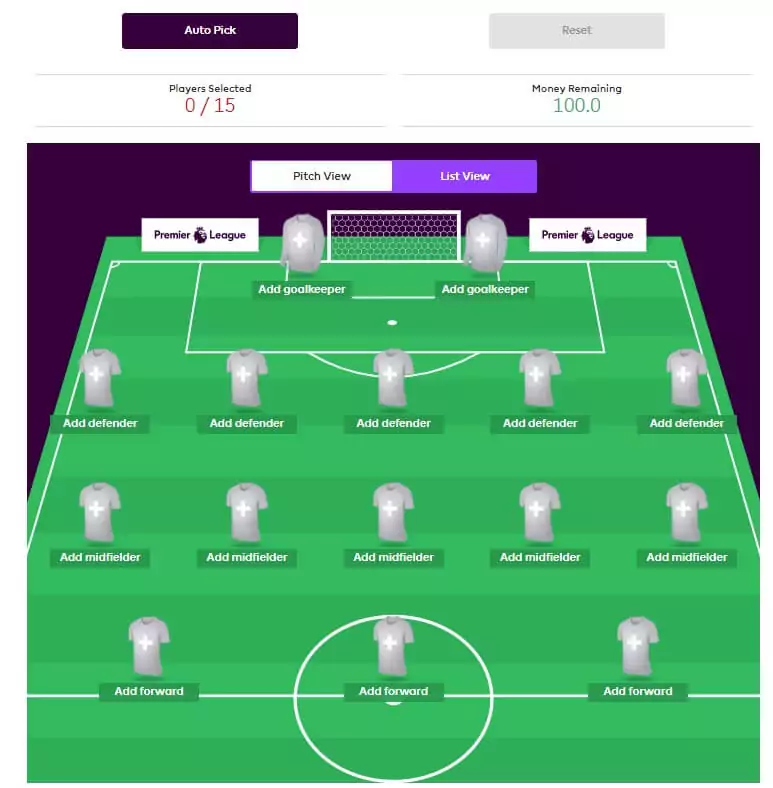 Auto Pick
Reset
Players Selected
0 / 15
Money Remaining
100.0
Pitch View
List View
Premier League
Premier League
Add goalkeeper
Add goalkeeper
Add defender
Add defender
Add defender
Add defender
Add defender
Add midfielder
Add midfielder
Add midfielder
Add midfielder
Add midfielder
Add forward
Add forward
Add forward